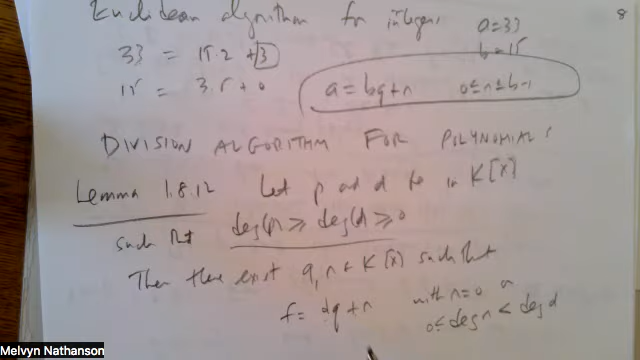 Euclidean algorithm for integers
a=33
8
33 = 15.2 + 3
b=15
15 = 3.5 + 0
a = bq+r 0≤r≤b-1
DIVISION ALGORITHM FOR POLYNOMIALS
Lemma 1.8.12 Let p and d be in K[x]
such that deg(p) ≥ deg(d) ≥ 0
Then there exist q, r ∈ K[x] such that
f = dq + r with r=0 or
0 ≤ deg r < deg d
Melvyn Nathanson